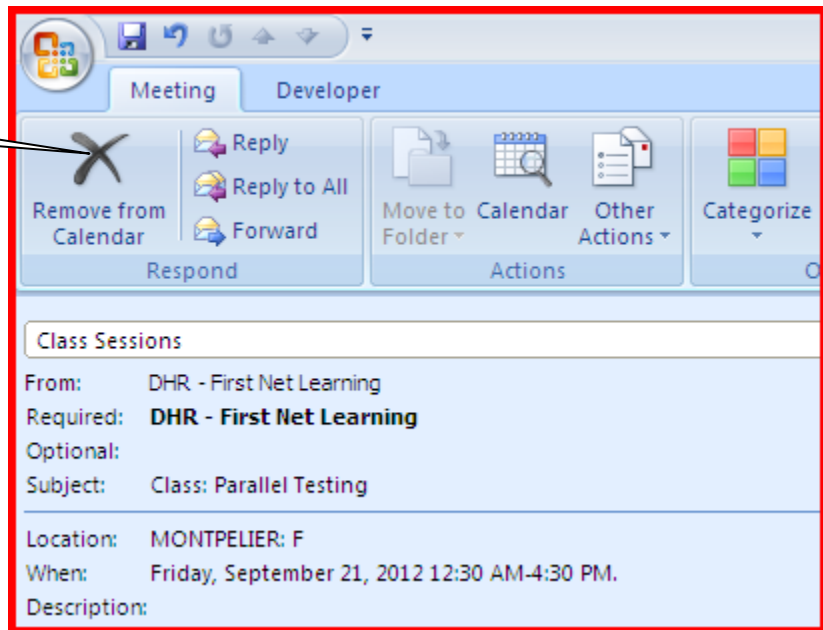 Meeting Developer
Remove from
Calendar
Reply
Reply to All
Forward
Respond
Move to
Folder
Calendar
Other
Actions
Actions
Categorize
O
Class Sessions
From: DHR - First Net Learning
Required: DHR - First Net Learning
Optional:
Subject: Class: Parallel Testing
Location: MONTPELIER: F
When: Friday, September 21, 2012 12:30 AM-4:30 PM.
Description: